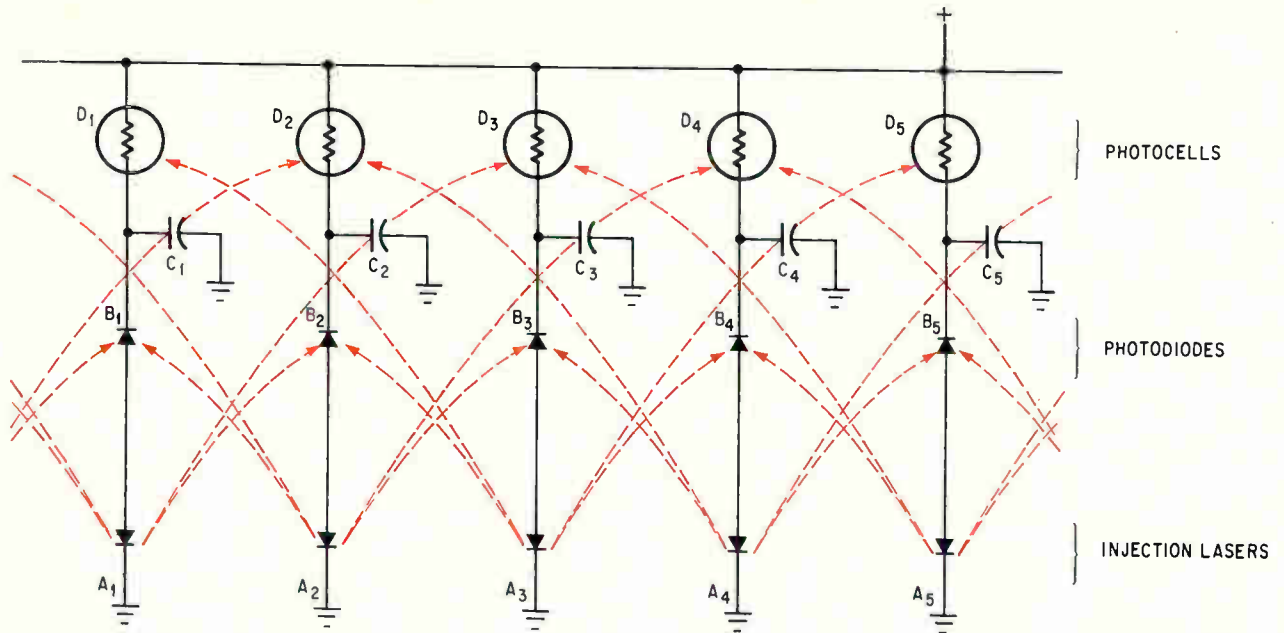 +
D1 D2 D3 D4 D5
PHOTOCELLS
C1 C2 C3 C4 C5
B1 B2 B3 B4 B5
PHOTODIODES
INJECTION LASERS
A1 A2 A3 A4 A5